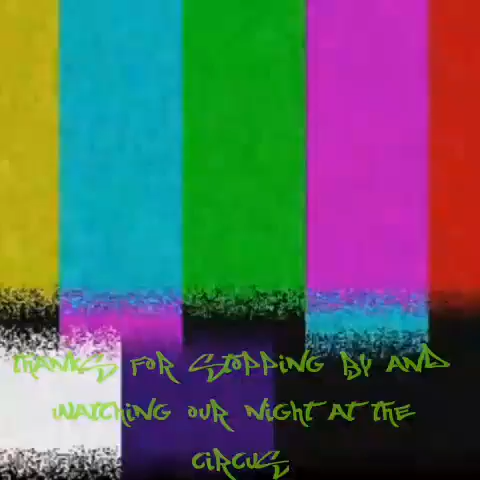 THANKS FOR STOPPING BY AND
WATCHING OUR NIGHT AT THE
CIRCUS